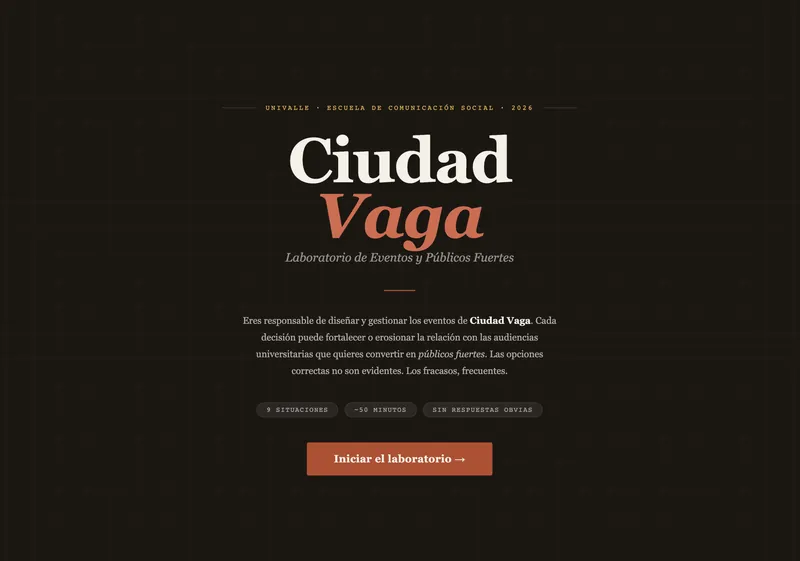 UNIVALLE · ESCUELA DE COMUNICACIÓN SOCIAL · 2026
Ciudad
Vaga
Laboratorio de Eventos y Públicos Fuertes
Eres responsable de diseñar y gestionar los eventos de Ciudad Vaga. Cada
decisión puede fortalecer o erosionar la relación con las audiencias
universitarias que quieres convertir en públicos fuertes. Las opciones
correctas no son evidentes. Los fracasos, frecuentes.
9 SITUACIONES
~50 MINUTOS
SIN RESPUESTAS OBVIAS
Iniciar el laboratorio →